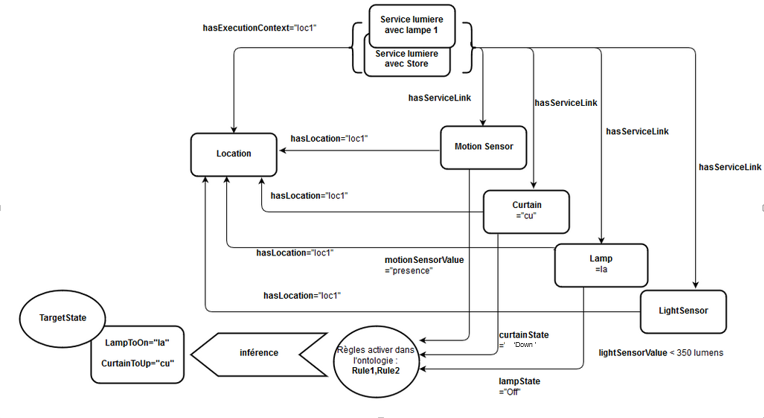 Service lumiere
avec lampe 1
hasExecutionContext="loc1"
Service lumiere
avec Store
hasServiceLink
hasServiceLink
hasServiceLink
hasServiceLink
hasLocation="loc1"
Location
Motion Sensor
hasLocation="loc1"
Curtain
="cu"
hasLocation="loc1"
motionSensorValue
="presence"
Lamp
=la
hasLocation="loc1"
LightSensor
TargetState
LampToOn="la"
CurtainToUp="cu"
inférence
Règles activer dans
l'ontologie :
Rule1,Rule2
curtainState
=' 'Down '
lightSensorValue < 350 lumens
lampState
="Off"